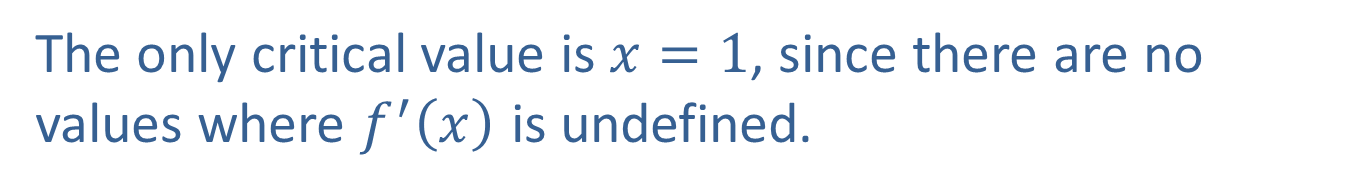 The only critical value is 𝑥 = 1, since there are no
values where 𝑓′(𝑥) is undefined.